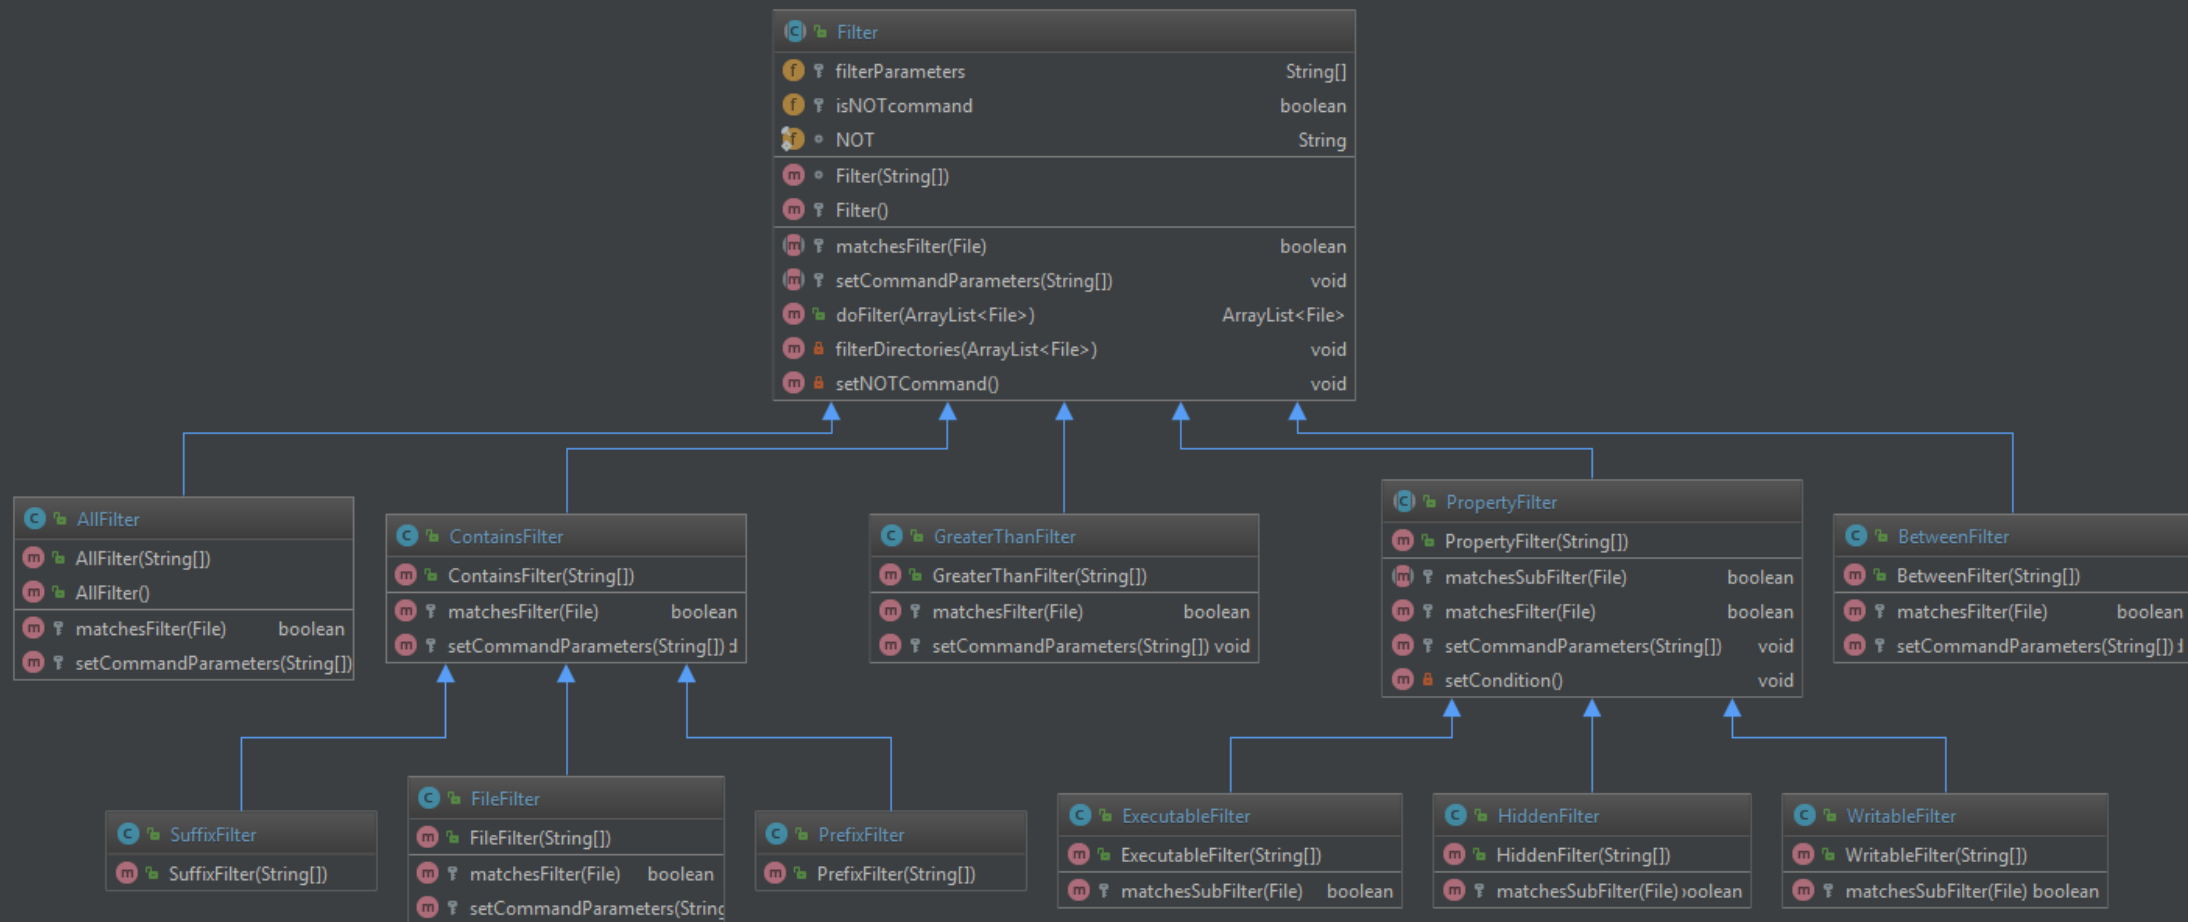 Filter
filterParameters String[]
isNOTcommand boolean
NOT String
Filter(String[])
Filter()
matchesFilter(File) boolean
setCommandParameters(String[]) void
doFilter(ArrayList<File>) ArrayList<File>
filterDirectories(ArrayList<File>) void
setNOTCommand() void
AllFilter
AllFilter(String[])
AllFilter()
matchesFilter(File) boolean
setCommandParameters(String[])
ContainsFilter
ContainsFilter(String[])
matchesFilter(File) boolean
setCommandParameters(String[]) d
GreaterThanFilter
GreaterThanFilter(String[])
matchesFilter(File) boolean
setCommandParameters(String[]) void
PropertyFilter
PropertyFilter(String[])
matchesSubFilter(File) boolean
matchesFilter(File) boolean
setCommandParameters(String[]) void
setCondition() void
BetweenFilter
BetweenFilter(String[])
matchesFilter(File) boolean
setCommandParameters(String[]) d
SuffixFilter
SuffixFilter(String[])
FileFilter
FileFilter(String[])
matchesFilter(File) boolean
setCommandParameters(String
PrefixFilter
PrefixFilter(String[])
ExecutableFilter
ExecutableFilter(String[])
matchesSubFilter(File) boolean
HiddenFilter
HiddenFilter(String[])
matchesSubFilter(File) oolean
WritableFilter
WritableFilter(String[])
matchesSubFilter(File) boolean